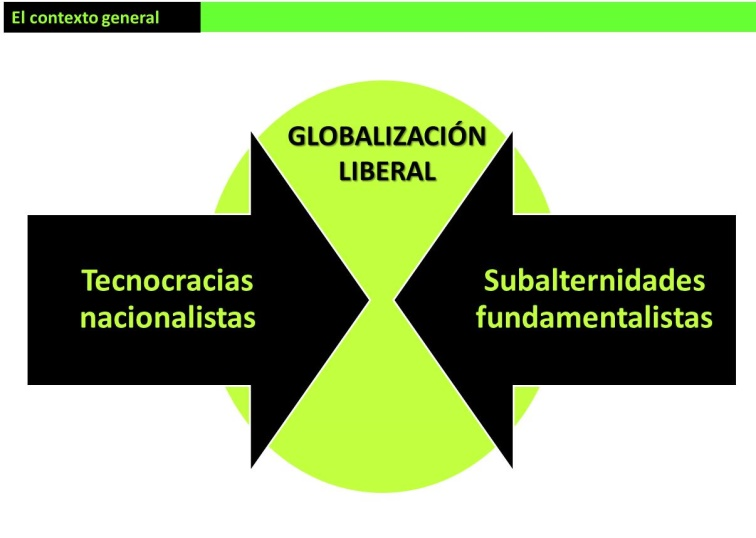 El contexto general
GLOBALIZACIÓN
LIBERAL
Tecnocracias
nacionalistas
Subalternidades
fundamentalistas